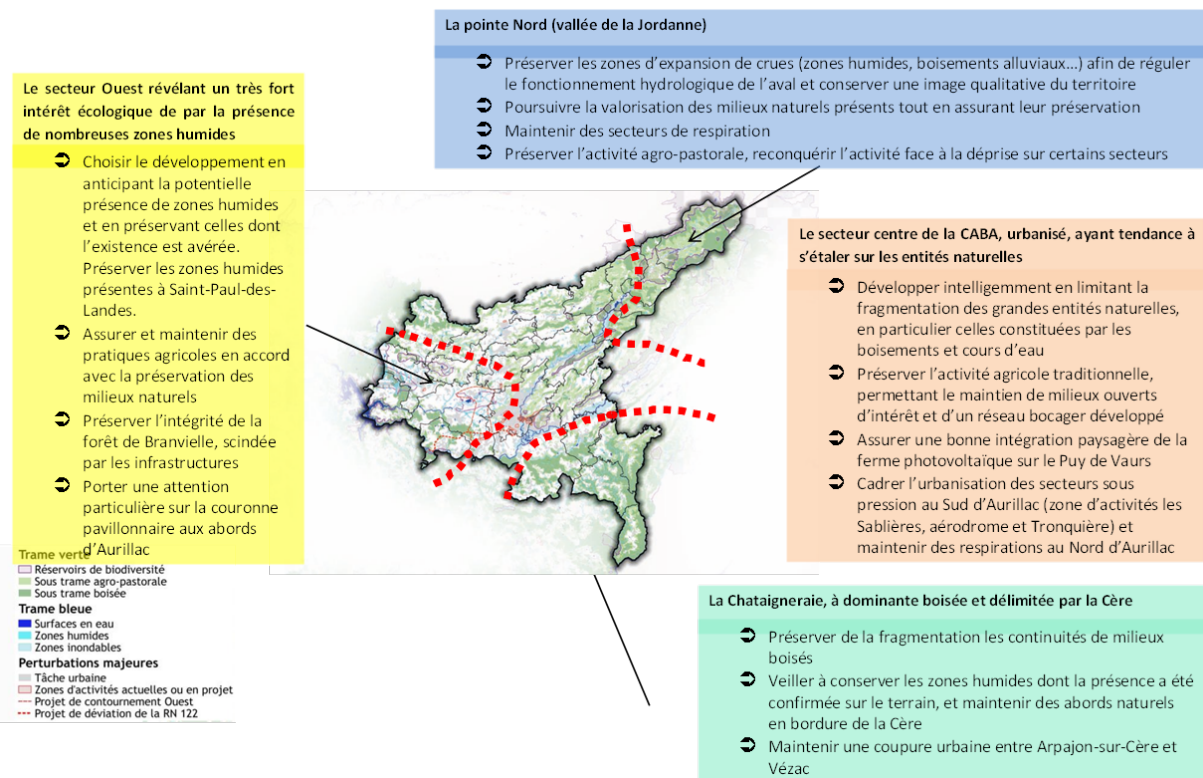 La pointe Nord (vallée de la Jordanne)
➲ Préserver les zones d'expansion de crues (zones humides, boisements alluviaux…) afin de réguler
le fonctionnement hydrologique de l'aval et conserver une image qualitative du territoire
➲ Poursuivre la valorisation des milieux naturels présents tout en assurant leur préservation
➲ Maintenir des secteurs de respiration
➲ Préserver l'activité agro-pastorale, reconquérir l'activité face à la déprise sur certains secteurs
Le secteur Ouest révélant un très fort
intérêt écologique de par la présence
de nombreuses zones humides
➲ Choisir le développement en
anticipant la potentielle
présence de zones humides
et en préservant celles dont
l'existence est avérée.
Préserver les zones humides
présentes à Saint-Paul-des-
Landes.
➲ Assurer et maintenir des
pratiques agricoles en accord
avec la préservation des
milieux naturels
➲ Préserver l'intégrité de la
forêt de Branvielle, scindée
par les infrastructures
➲ Porter une attention
particulière sur la couronne
pavillonnaire aux abords
d'Aurillac
Le secteur centre de la CABA, urbanisé, ayant tendance à
s'étaler sur les entités naturelles
➲ Développer intelligemment en limitant la
fragmentation des grandes entités naturelles,
en particulier celles constituées par les
boisements et cours d'eau
➲ Préserver l'activité agricole traditionnelle,
permettant le maintien de milieux ouverts
d'intérêt et d'un réseau bocager développé
➲ Assurer une bonne intégration paysagère de la
ferme photovoltaïque sur le Puy de Vaurs
➲ Cadrer l'urbanisation des secteurs sous
pression au Sud d'Aurillac (zone d'activités les
Sablières, aérodrome et Tronquière) et
maintenir des respirations au Nord d'Aurillac
Trame verte
Réservoirs de biodiversité
Sous trame agro-pastorale
Sous trame boisée
Trame bleue
Surfaces en eau
Zones humides
Zones inondables
Perturbations majeures
Tâche urbaine
Zones d'activités actuelles ou en projet
Projet de contournement Ouest
Projet de déviation de la RN 122
La Chataigneraie, à dominante boisée et délimitée par la Cère
➲ Préserver de la fragmentation les continuités de milieux
boisés
➲ Veiller à conserver les zones humides dont la présence a été
confirmée sur le terrain, et maintenir des abords naturels
en bordure de la Cère
➲ Maintenir une coupure urbaine entre Arpajon-sur-Cère et
Vézac